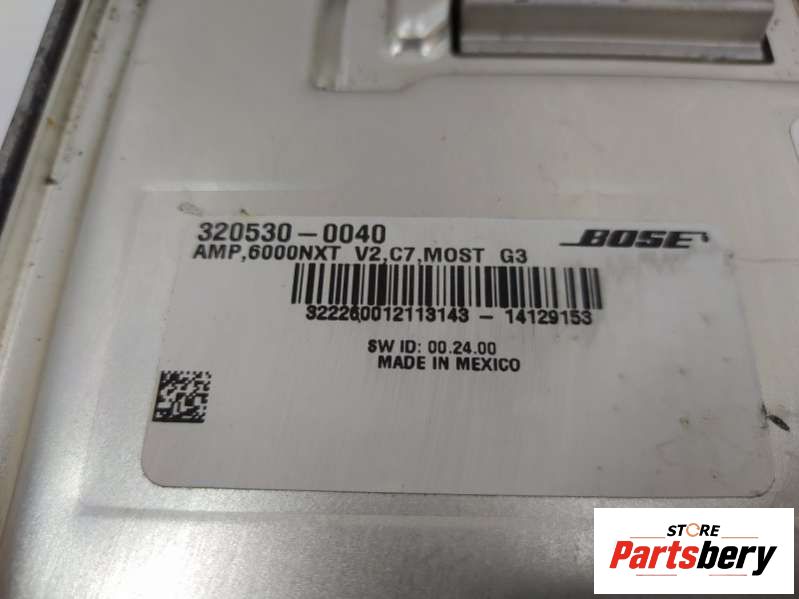 320530-0040
BOSE
AMP,6000NXT V2,C7,MOST G3
322260012113143 - 14129153
SW ID: 00.24.00
MADE IN MEXICO
STORE
Partsbery